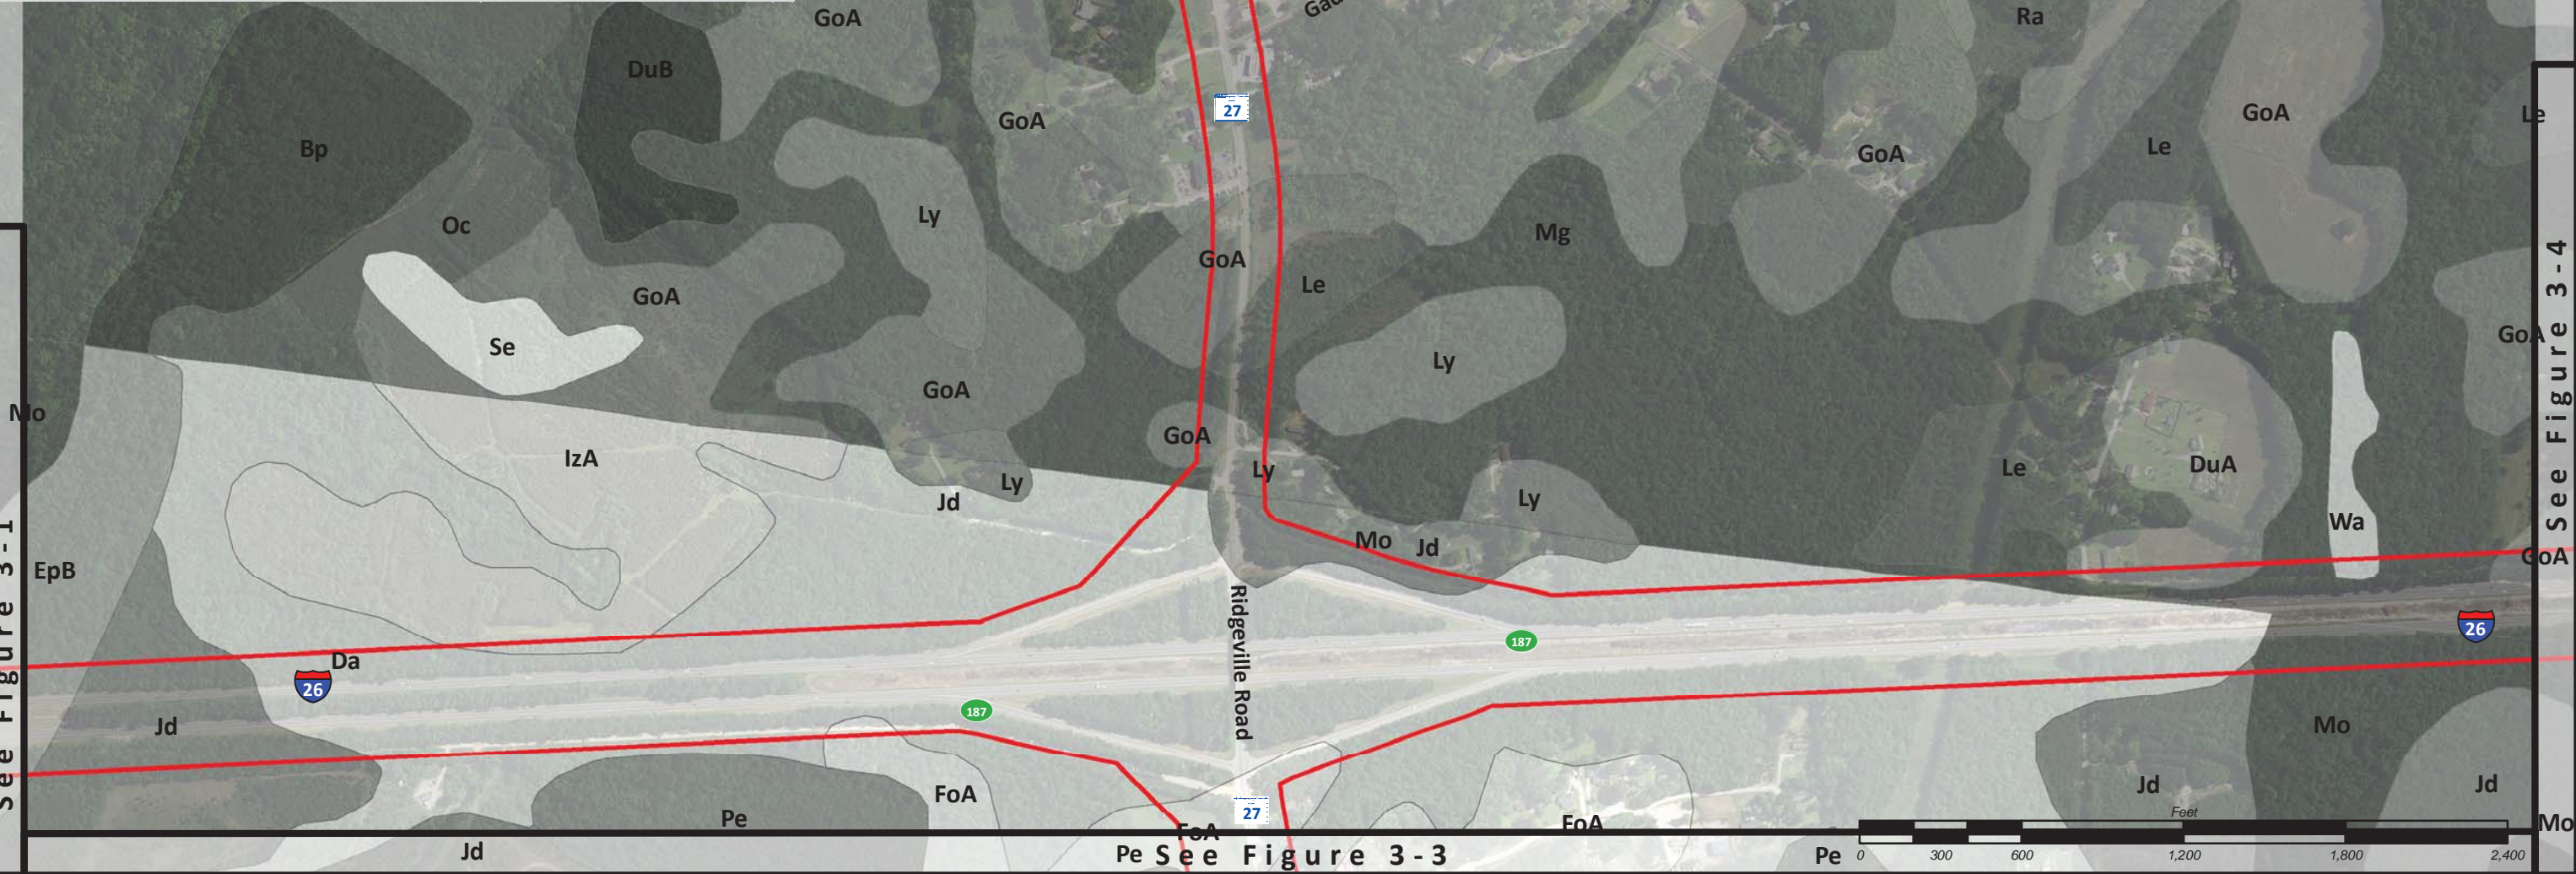 GoA
Gad
Ra
DuB
27
GoA
GoA
Le
Bp
Le
GoA
Ly
Oc
Mg
GoA
Le
GoA
Se
GoA
Ly
GoA
Mo
GoA
IzA
Ly
Le
DuA
Ly
Jd
Ly
Wa
Mo
Jd
GoA
EpB
Ridgeville Road
187
26
Da
26
187
Jd
Mo
FoA
Jd
Jd
27
Pe
FoA
FoA
Mo
Feet
Jd
Pe
See Figure 3-3
Pe
0 300 600 1,200 1,800 2,400
See Figure 3-1
See Figure 3-4